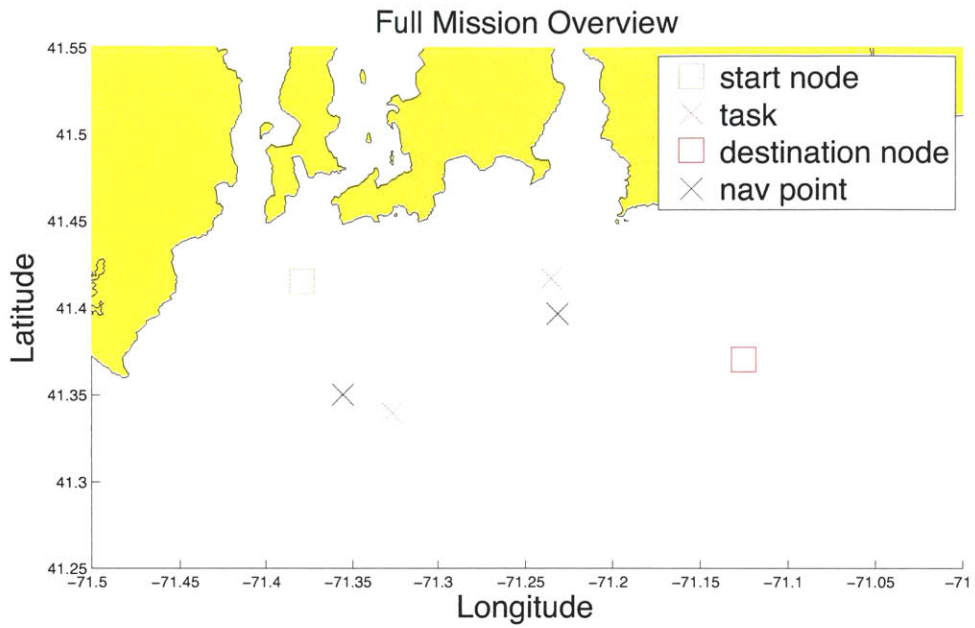 Full Mission Overview
41.55
41.5
41.45
41.4
41.35
41.3
41.25
Latitude
start node
task
destination node
nav point
-71.5 -71.45 -71.4 -71.35 -71.3 -71.25 -71.2 -71.15 -71.1 -71.05 -71
Longitude